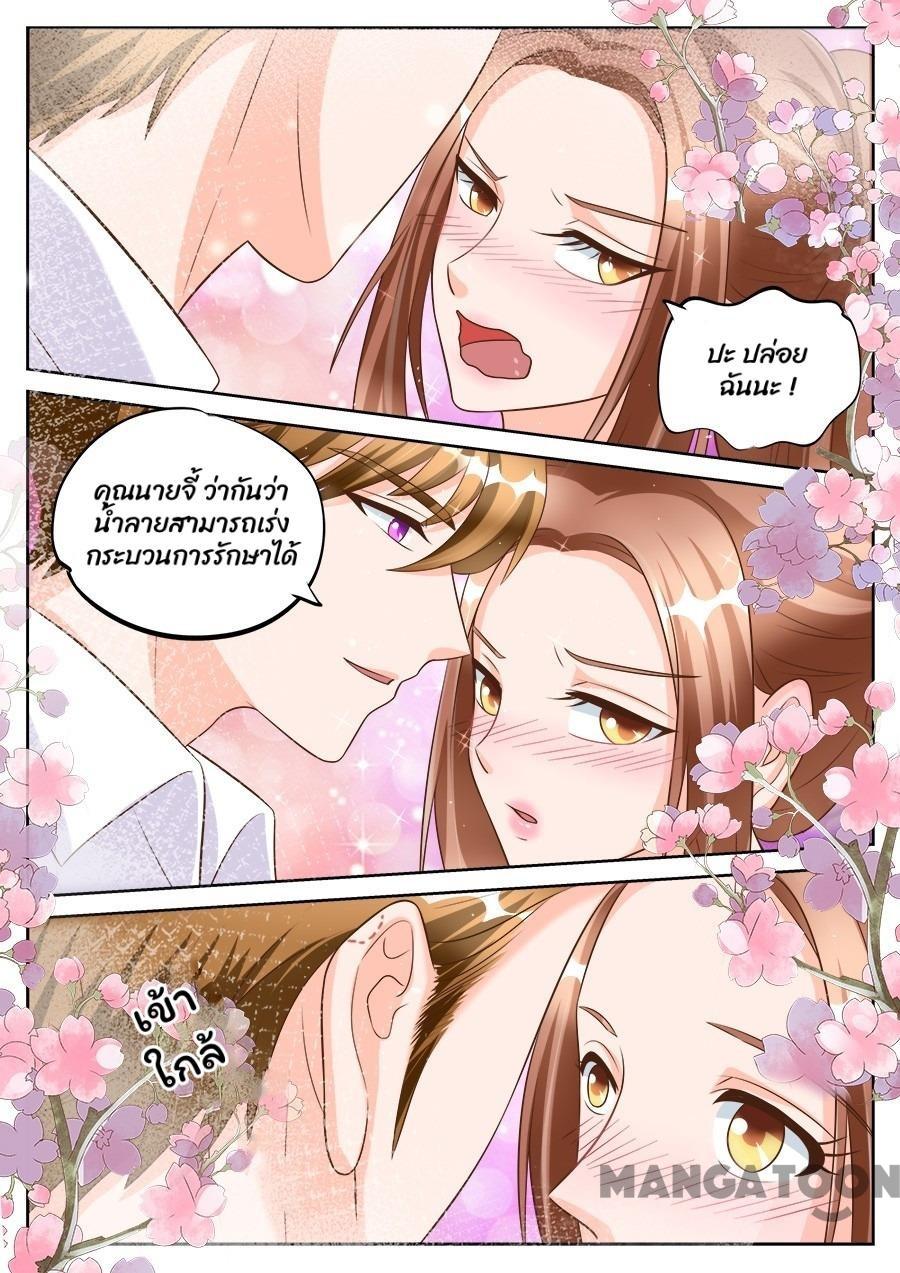 ปะ ปล่อย
ฉันนะ !
คุณนายจี้ ว่ากันว่า
น้ำลายสามารถเร่ง
กระบวนการรักษาได้
เข้า
ใกล้
MANGATOON